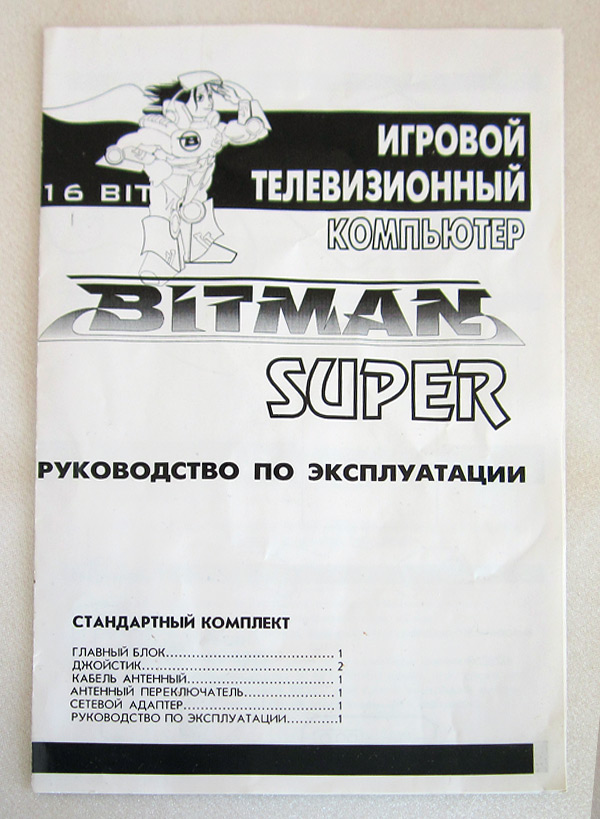 ИГРОВОЙ
ТЕЛЕВИЗИОННЫЙ
16 BIT
КОМПЬЮТЕР
BITMAN
SUPER
РУКОВОДСТВО ПО ЭКСПЛУАТАЦИИ
СТАНДАРТНЫЙ КОМПЛЕКТ
ГЛАВНЫЙ БЛОК.................................... 1
ДЖОЙСТИК......................................... 2
КАБЕЛЬ АНТЕННЫЙ............................... 1
АНТЕННЫЙ ПЕРЕКЛЮЧАТЕЛЬ................... 1
СЕТЕВОЙ АДАПТЕР................................ 1
РУКОВОДСТВО ПО ЭКСПЛУАТАЦИИ...........1